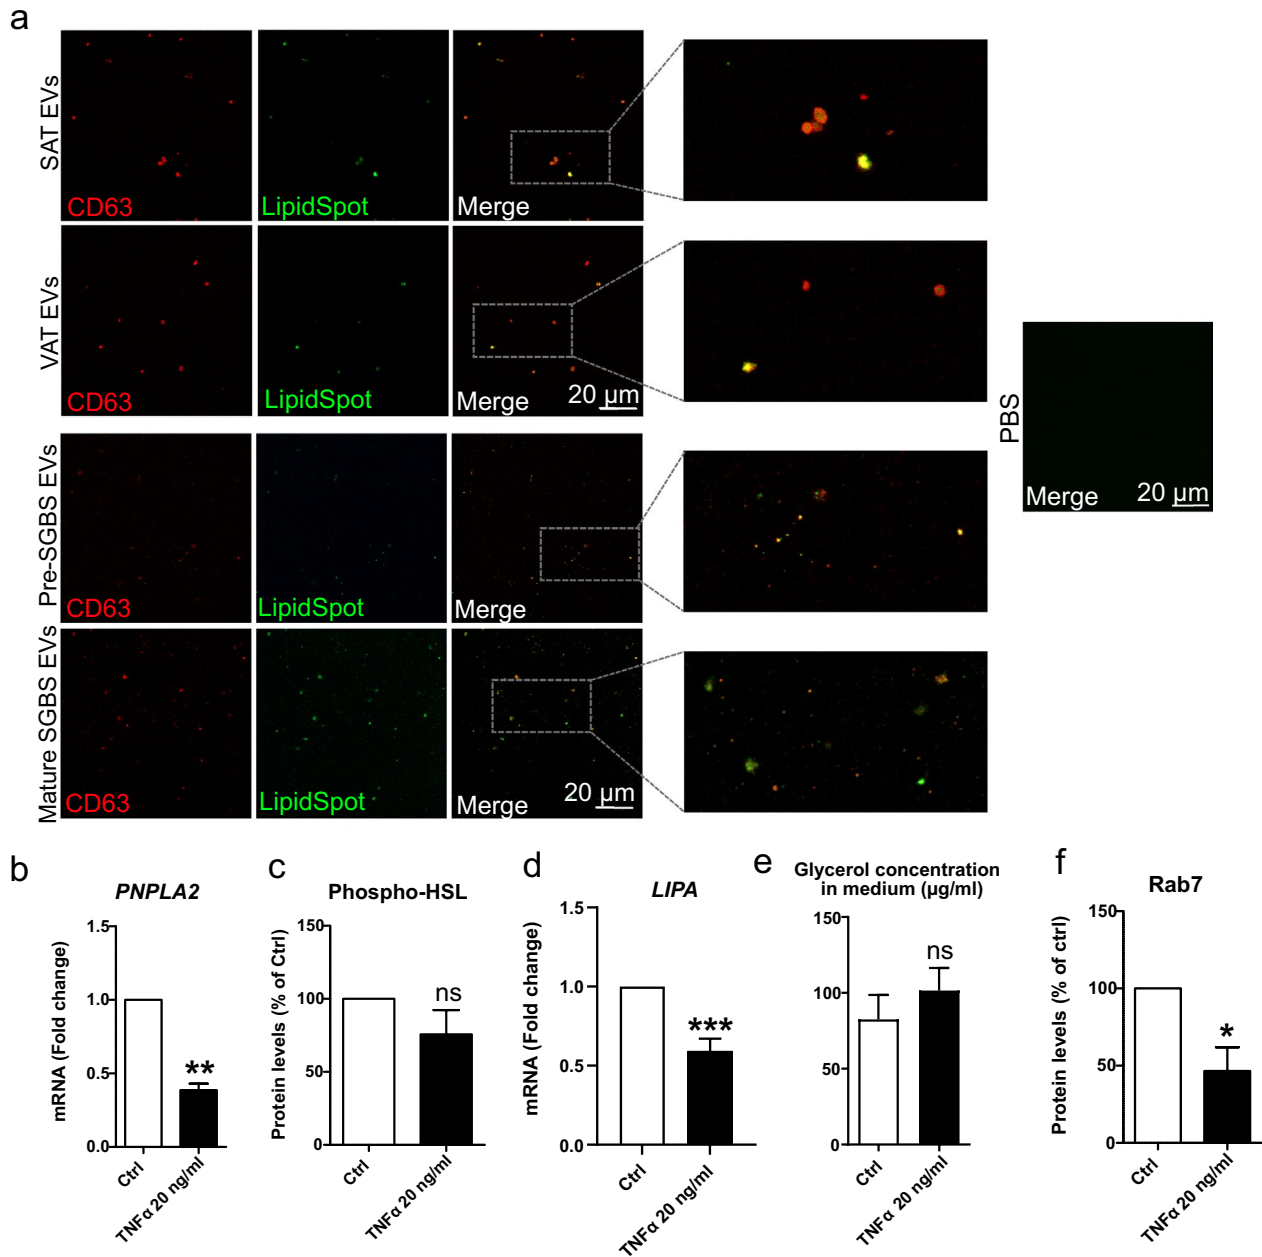 a
SAT EVs
CD63
LipidSpot
Merge
VAT EVs
CD63
LipidSpot
Merge
20 µm
PBS
Merge
20 µm
Pre-SGBS EVs
CD63
LipidSpot
Merge
Mature SGBS EVs
CD63
LipidSpot
Merge
20 µm
b
PNPLA2
mRNA (Fold change)
1.5
1.0
0.5
0.0
**
Ctrl
TNFα 20 ng/ml
c
Phospho-HSL
Protein levels (% of Ctrl)
150
100
50
0
ns
Ctrl
TNFα 20 ng/ml
d
LIPA
mRNA (Fold change)
1.5
1.0
0.5
0.0
***
Ctrl
TNFα 20 ng/ml
e
Glycerol concentration
in medium (µg/ml)
150
100
50
0
ns
Ctrl
TNFα 20 ng/ml
f
Rab7
Protein levels (% of ctrl)
150
100
50
0
*
Ctrl
TNFα 20 ng/ml